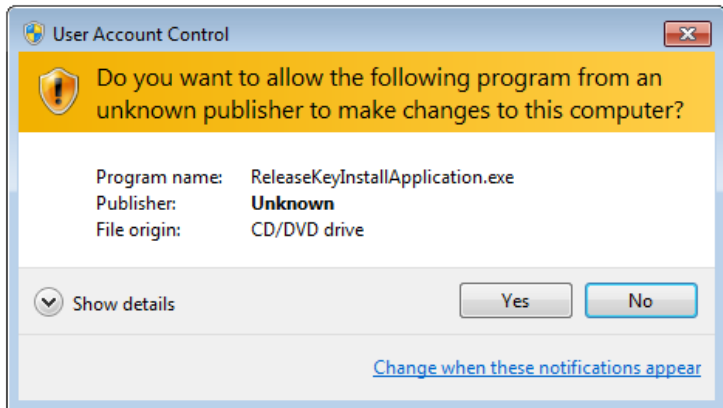 User Account Control
Do you want to allow the following program from an
unknown publisher to make changes to this computer?
Program name: ReleaseKeyInstallApplication.exe
Publisher: Unknown
File origin: CD/DVD drive
Show details Yes No
Change when these notifications appear